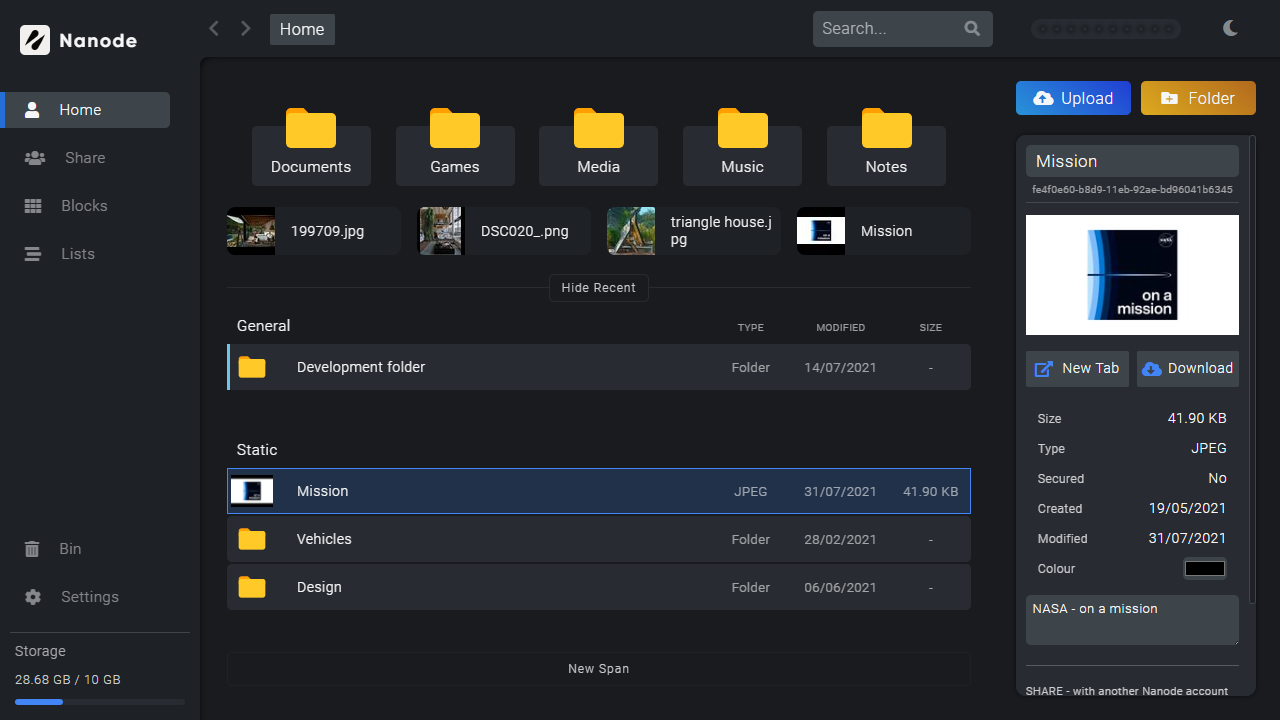 Nanode
Home
Search...
Home
Share
Blocks
Lists
Bin
Settings
Storage
28.68 GB / 10 GB
Documents
Games
Media
Music
Notes
199709.jpg
DSC020_.png
triangle house.j
pg
on a
mission
Mission
Hide Recent
General
TYPE
MODIFIED
SIZE
Development folder
Folder
14/07/2021
-
Static
Mission
JPEG
31/07/2021
41.90 KB
Vehicles
Folder
28/02/2021
-
Design
Folder
06/06/2021
-
New Span
Upload
Folder
Mission
fe4f0e60-b8d9-11eb-92ae-bd96041b6345
NASA
on a
mission
New Tab
Download
Size
41.90 KB
Type
JPEG
Secured
No
Created
19/05/2021
Modified
31/07/2021
Colour
NASA - on a mission
SHARE - with another Nanode account